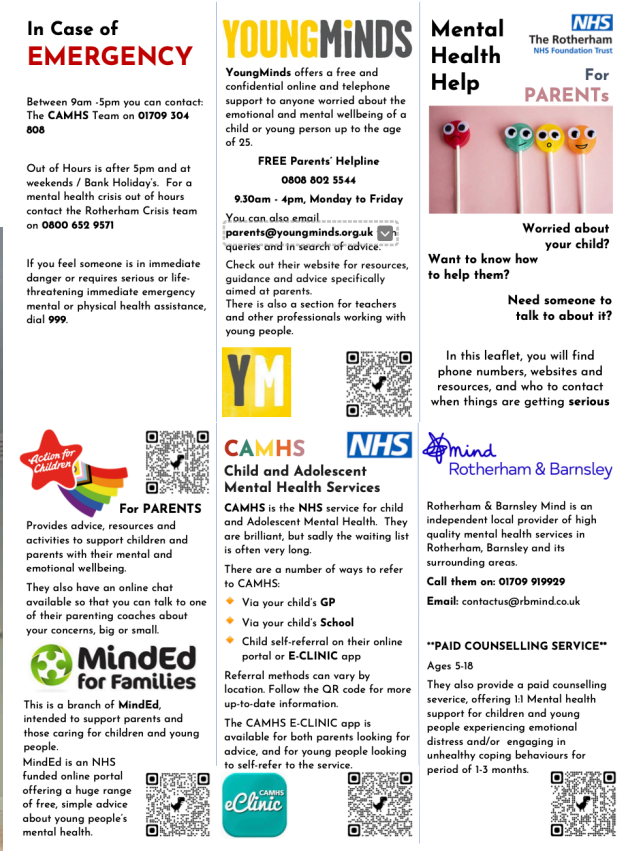 In Case of
EMERGENCY
Between 9am -5pm you can contact:
The CAMHS Team on 01709 304
808
Out of Hours is after 5pm and at
weekends / Bank Holiday's. For a
mental health crisis out of hours
contact the Rotherham Crisis team
on 0800 652 9571
If you feel someone is in immediate
danger or requires serious or life-
threatening immediate emergency
mental or physical health assistance,
dial 999.
YOUNGMiNDS
YoungMinds offers a free and
confidential online and telephone
support to anyone worried about the
emotional and mental wellbeing of a
child or young person up to the age
of 25.
FREE Parents' Helpline
0808 802 5544
9.30am - 4pm, Monday to Friday
You can also email
parents@youngminds.org.uk
queries and in search of advice.
Check out their website for resources,
guidance and advice specifically
aimed at parents.
There is also a section for teachers
and other professionals working with
young people.
YM
Mental
Health
Help
NHS
The Rotherham
NHS Foundation Trust
For
PARENTs
Worried about
your child?
Want to know how
to help them?
Need someone to
talk to about it?
In this leaflet, you will find
phone numbers, websites and
resources, and who to contact
when things are getting serious
Action for
Children
For PARENTS
Provides advice, resources and
activities to support children and
parents with their mental and
emotional wellbeing.
They also have an online chat
available so that you can talk to one
of their parenting coaches about
your concerns, big or small.
MindEd
for Families
This is a branch of MindEd,
intended to support parents and
those caring for children and young
people.
MindEd is an NHS
funded online portal
offering a huge range
of free, simple advice
about young people's
mental health.
CAMHS
NHS
Child and Adolescent
Mental Health Services
CAMHS is the NHS service for child
and Adolescent Mental Health. They
are brilliant, but sadly the waiting list
is often very long.
There are a number of ways to refer
to CAMHS:
Via your child's GP
Via your child's School
Child self-referral on their online
portal or E-CLINIC app
Referral methods can vary by
location. Follow the QR code for more
up-to-date information.
The CAMHS E-CLINIC app is
available for both parents looking for
advice, and for young people looking
to self-refer to the service.
CAMHS
eClinic
mind
Rotherham & Barnsley
Rotherham & Barnsley Mind is an
independent local provider of high
quality mental health services in
Rotherham, Barnsley and its
surrounding areas.
Call them on: 01709 919929
Email: contactus@rbmind.co.uk
**PAID COUNSELLING SERVICE**
Ages 5-18
They also provide a paid counselling
severice, offering 1:1 Mental health
support for children and young
people experiencing emotional
distress and/or engaging in
unhealthy coping behaviours for
period of 1-3 months.